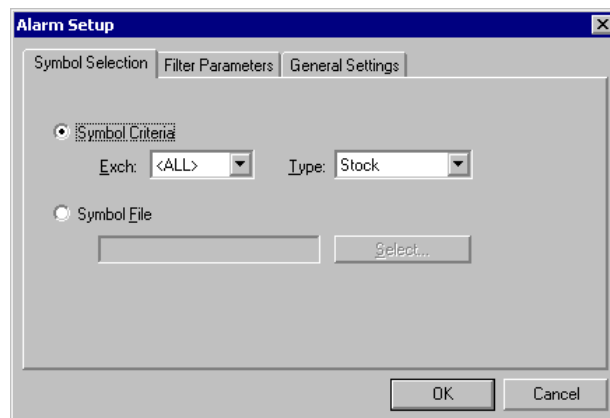 Alarm Setup
Symbol Selection Filter Parameters General Settings
Symbol Criteria
Exch: <ALL> Type: Stock
Symbol File
Select...
OK Cancel